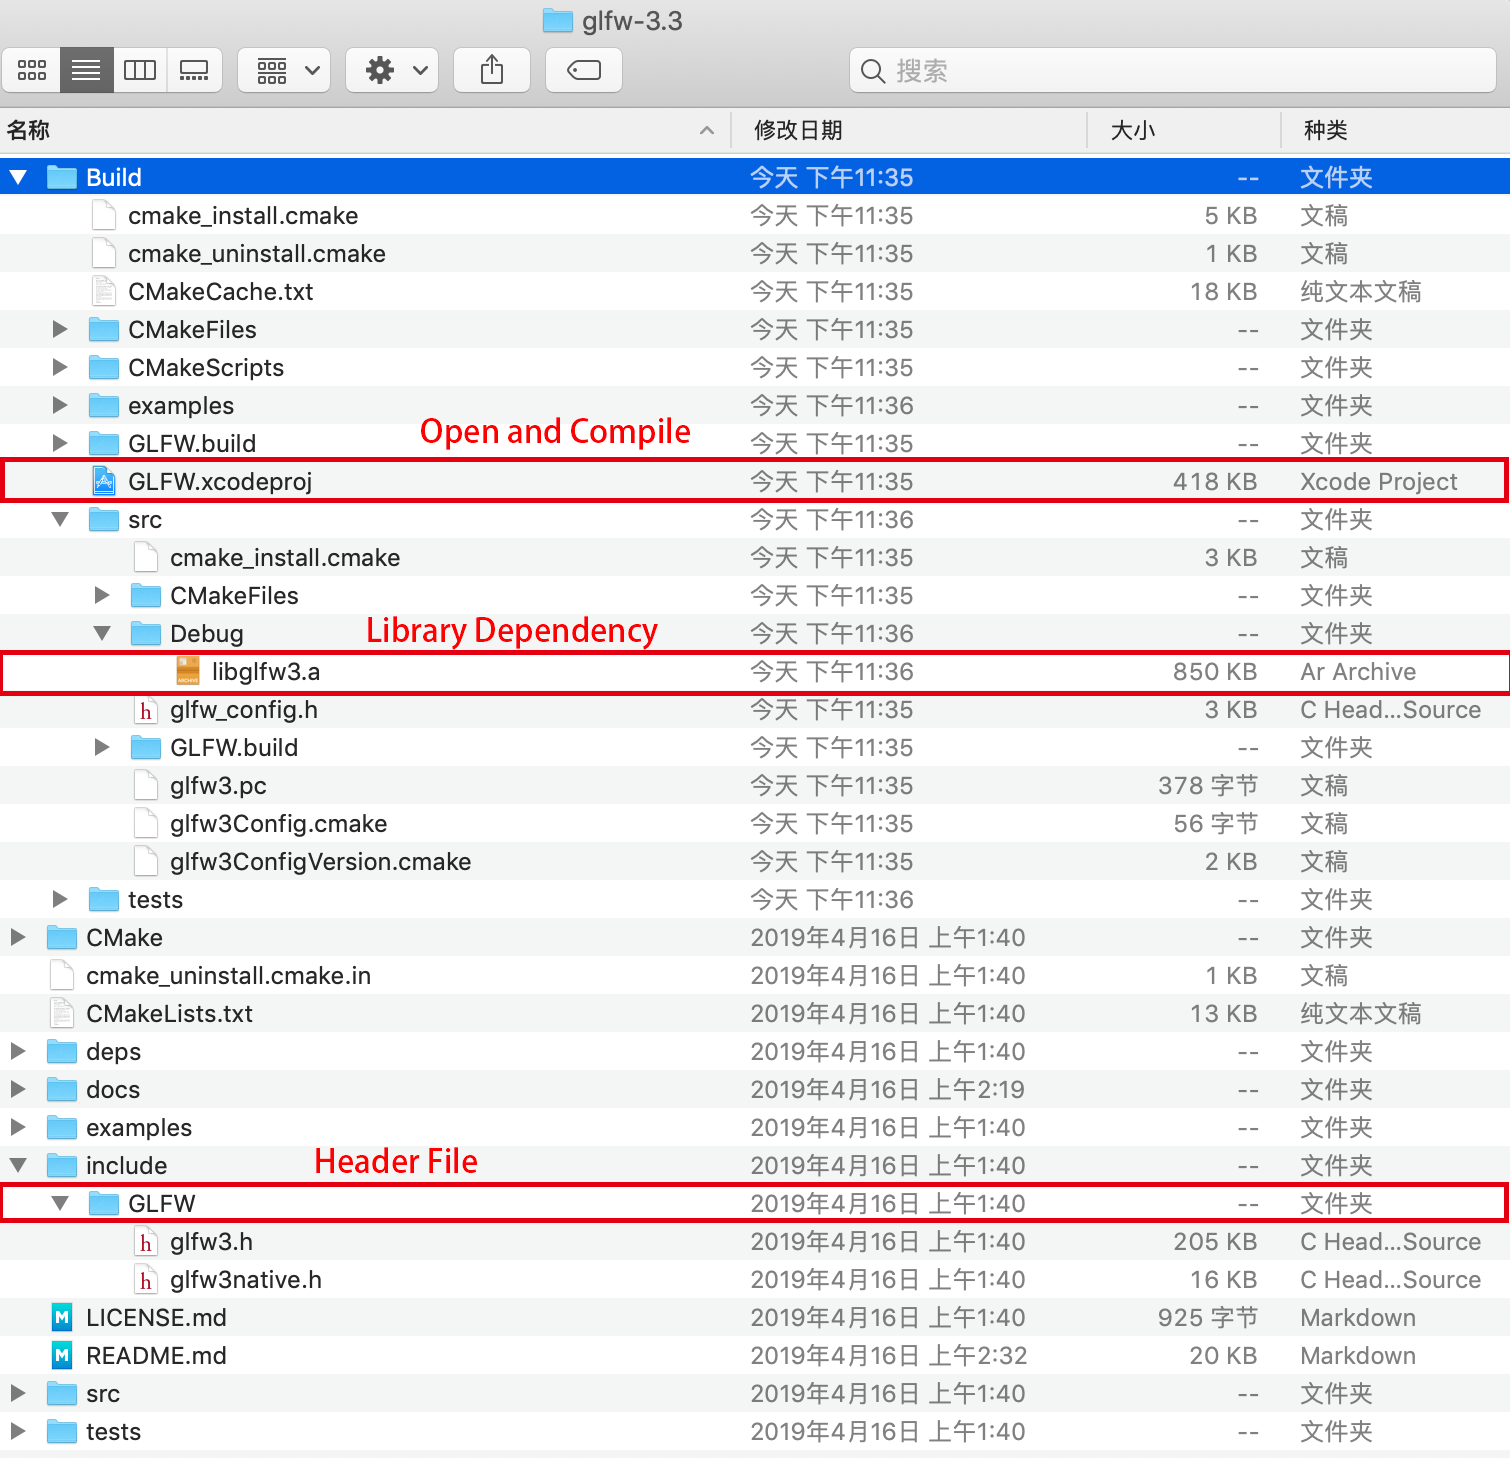 glfw-3.3
搜索
名称 修改日期 大小 种类
Build 今天 下午11:35 -- 文件夹
cmake_install.cmake 今天 下午11:35 5 KB 文稿
cmake_uninstall.cmake 今天 下午11:35 1 KB 文稿
CMakeCache.txt 今天 下午11:35 18 KB 纯文本文稿
CMakeFiles 今天 下午11:35 -- 文件夹
CMakeScripts 今天 下午11:35 -- 文件夹
examples 今天 下午11:36 -- 文件夹
Open and Compile
GLFW.build 今天 下午11:35 -- 文件夹
GLFW.xcodeproj 今天 下午11:35 418 KB Xcode Project
src 今天 下午11:36 -- 文件夹
cmake_install.cmake 今天 下午11:35 3 KB 文稿
CMakeFiles 今天 下午11:35 -- 文件夹
Debug Library Dependency 今天 下午11:36 -- 文件夹
libglfw3.a 今天 下午11:36 850 KB Ar Archive
h glfw_config.h 今天 下午11:35 3 KB C Head...Source
GLFW.build 今天 下午11:35 -- 文件夹
glfw3.pc 今天 下午11:35 378 字节 文稿
glfw3Config.cmake 今天 下午11:35 56 字节 文稿
glfw3ConfigVersion.cmake 今天 下午11:35 2 KB 文稿
tests 今天 下午11:36 -- 文件夹
CMake 2019年4月16日 上午1:40 -- 文件夹
cmake_uninstall.cmake.in 2019年4月16日 上午1:40 1 KB 文稿
CMakeLists.txt 2019年4月16日 上午1:40 13 KB 纯文本文稿
deps 2019年4月16日 上午1:40 -- 文件夹
docs 2019年4月16日 上午2:19 -- 文件夹
examples 2019年4月16日 上午1:40 -- 文件夹
include Header File 2019年4月16日 上午1:40 -- 文件夹
GLFW 2019年4月16日 上午1:40 -- 文件夹
h glfw3.h 2019年4月16日 上午1:40 205 KB C Head...Source
h glfw3native.h 2019年4月16日 上午1:40 16 KB C Head...Source
M LICENSE.md 2019年4月16日 上午1:40 925 字节 Markdown
M README.md 2019年4月16日 上午2:32 20 KB Markdown
src 2019年4月16日 上午1:40 -- 文件夹
tests 2019年4月16日 上午1:40 -- 文件夹